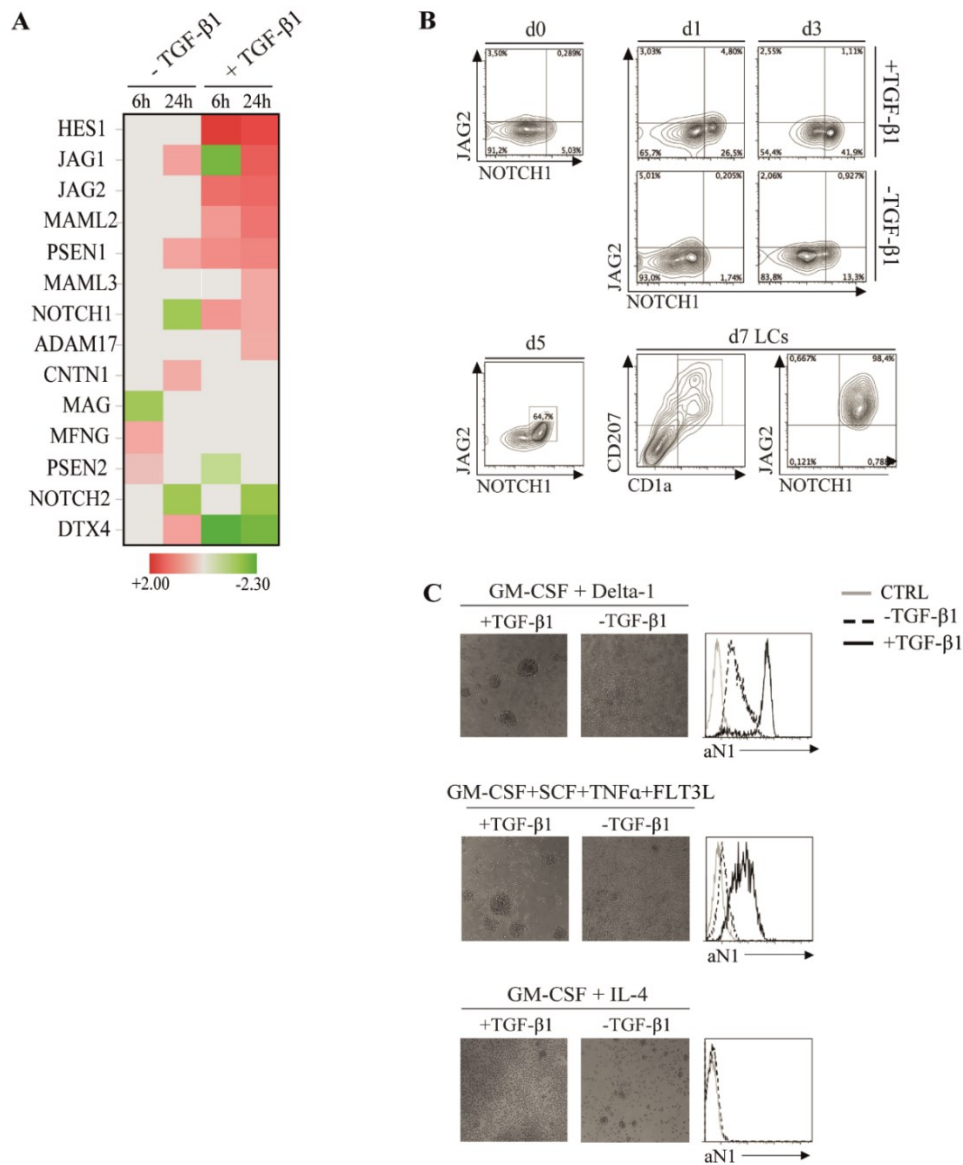 A
- TGF-β1 + TGF-β1
6h 24h 6h 24h
HES1
JAG1
JAG2
MAML2
PSEN1
MAML3
NOTCH1
ADAM17
CNTN1
MAG
MFNG
PSEN2
NOTCH2
DTX4
+2.00 -2.30
B
d0 d1 d3
3,50% 0,289%
91,2% 5,03%
JAG2
NOTCH1
3,03% 4,80%
65,7% 26,5%
JAG2
2,55% 1,11%
54,4% 41,9%
+TGF-β1
5,01% 0,205%
93,0% 1,74%
JAG2
NOTCH1
2,06% 0,927%
83,8% 13,3%
-TGF-β1
d5 d7 LCs
64,7%
JAG2
NOTCH1
CD207
CD1a
0,667% 98,4%
0,121%
JAG2
NOTCH1
C
GM-CSF + Delta-1
+TGF-β1 -TGF-β1
aN1
CTRL
-TGF-β1
+TGF-β1
GM-CSF+SCF+TNFα+FLT3L
+TGF-β1 -TGF-β1
aN1
GM-CSF + IL-4
+TGF-β1 -TGF-β1
aN1